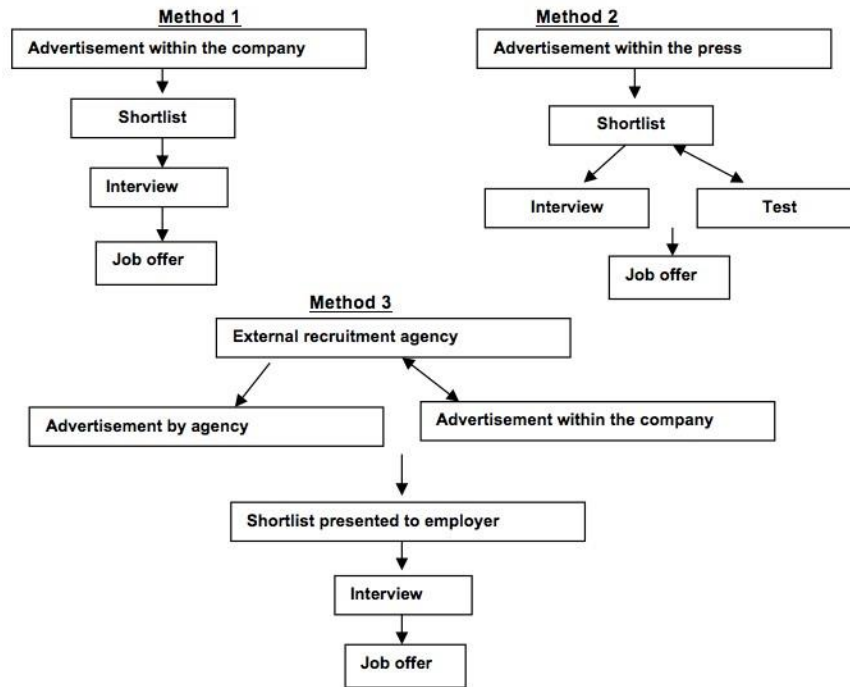 Method 1
Advertisement within the company
Shortlist
Interview
Job offer
Method 2
Advertisement within the press
Shortlist
Interview
Test
Job offer
Method 3
External recruitment agency
Advertisement by agency
Advertisement within the company
Shortlist presented to employer
Interview
Job offer